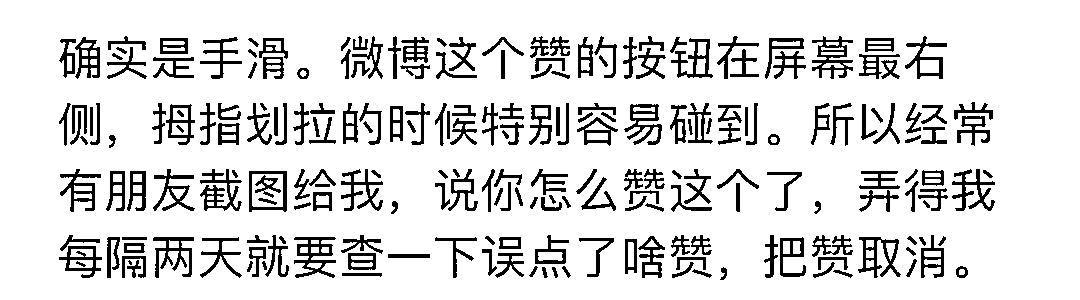 确实是手滑。微博这个赞的按钮在屏幕最右
侧，拇指划拉的时候特别容易碰到。所以经常
有朋友截图给我，说你怎么赞这个了，弄得我
每隔两天就要查一下误点了啥赞，把赞取消。